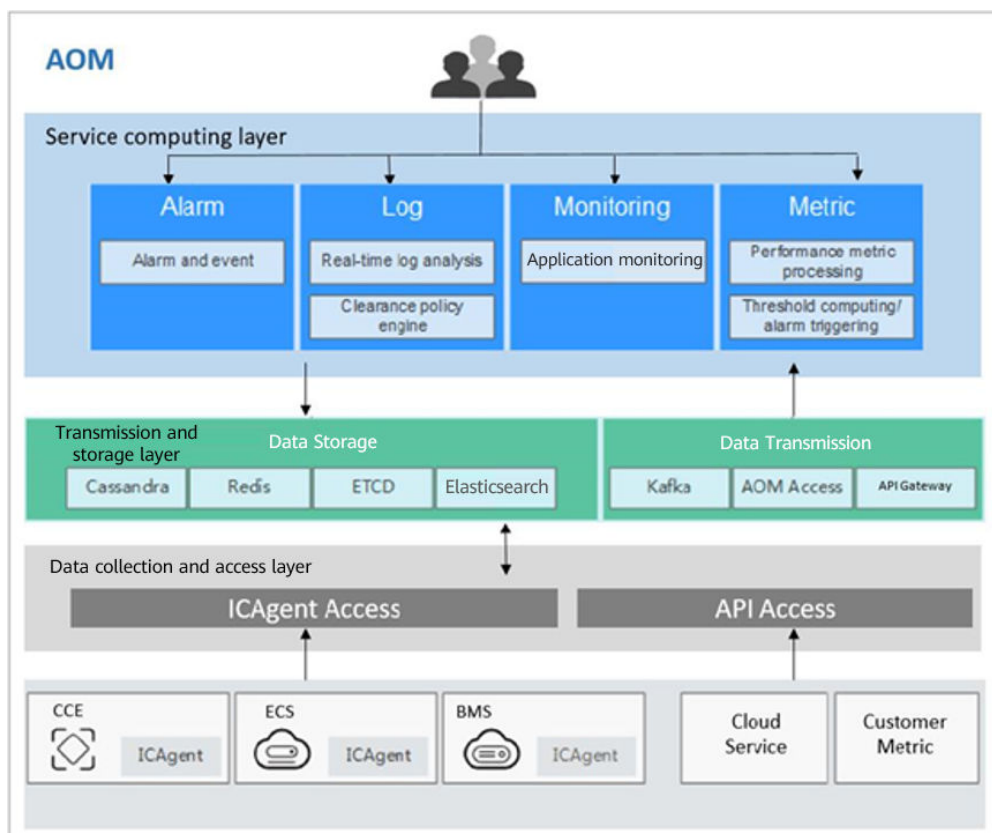 AOM
Service computing layer
Alarm
Log
Monitoring
Metric
Alarm and event
Real-time log analysis
Clearance policy
engine
Application monitoring
Performance metric
processing
Threshold computing/
alarm triggering
Transmission and
storage layer
Data Storage
Cassandra
Redis
ETCD
Elasticsearch
Data Transmission
Kafka
AOM Access
API Gateway
Data collection and access layer
ICAgent Access
API Access
CCE
ICAgent
ECS
ICAgent
BMS
ICAgent
Cloud
Service
Customer
Metric